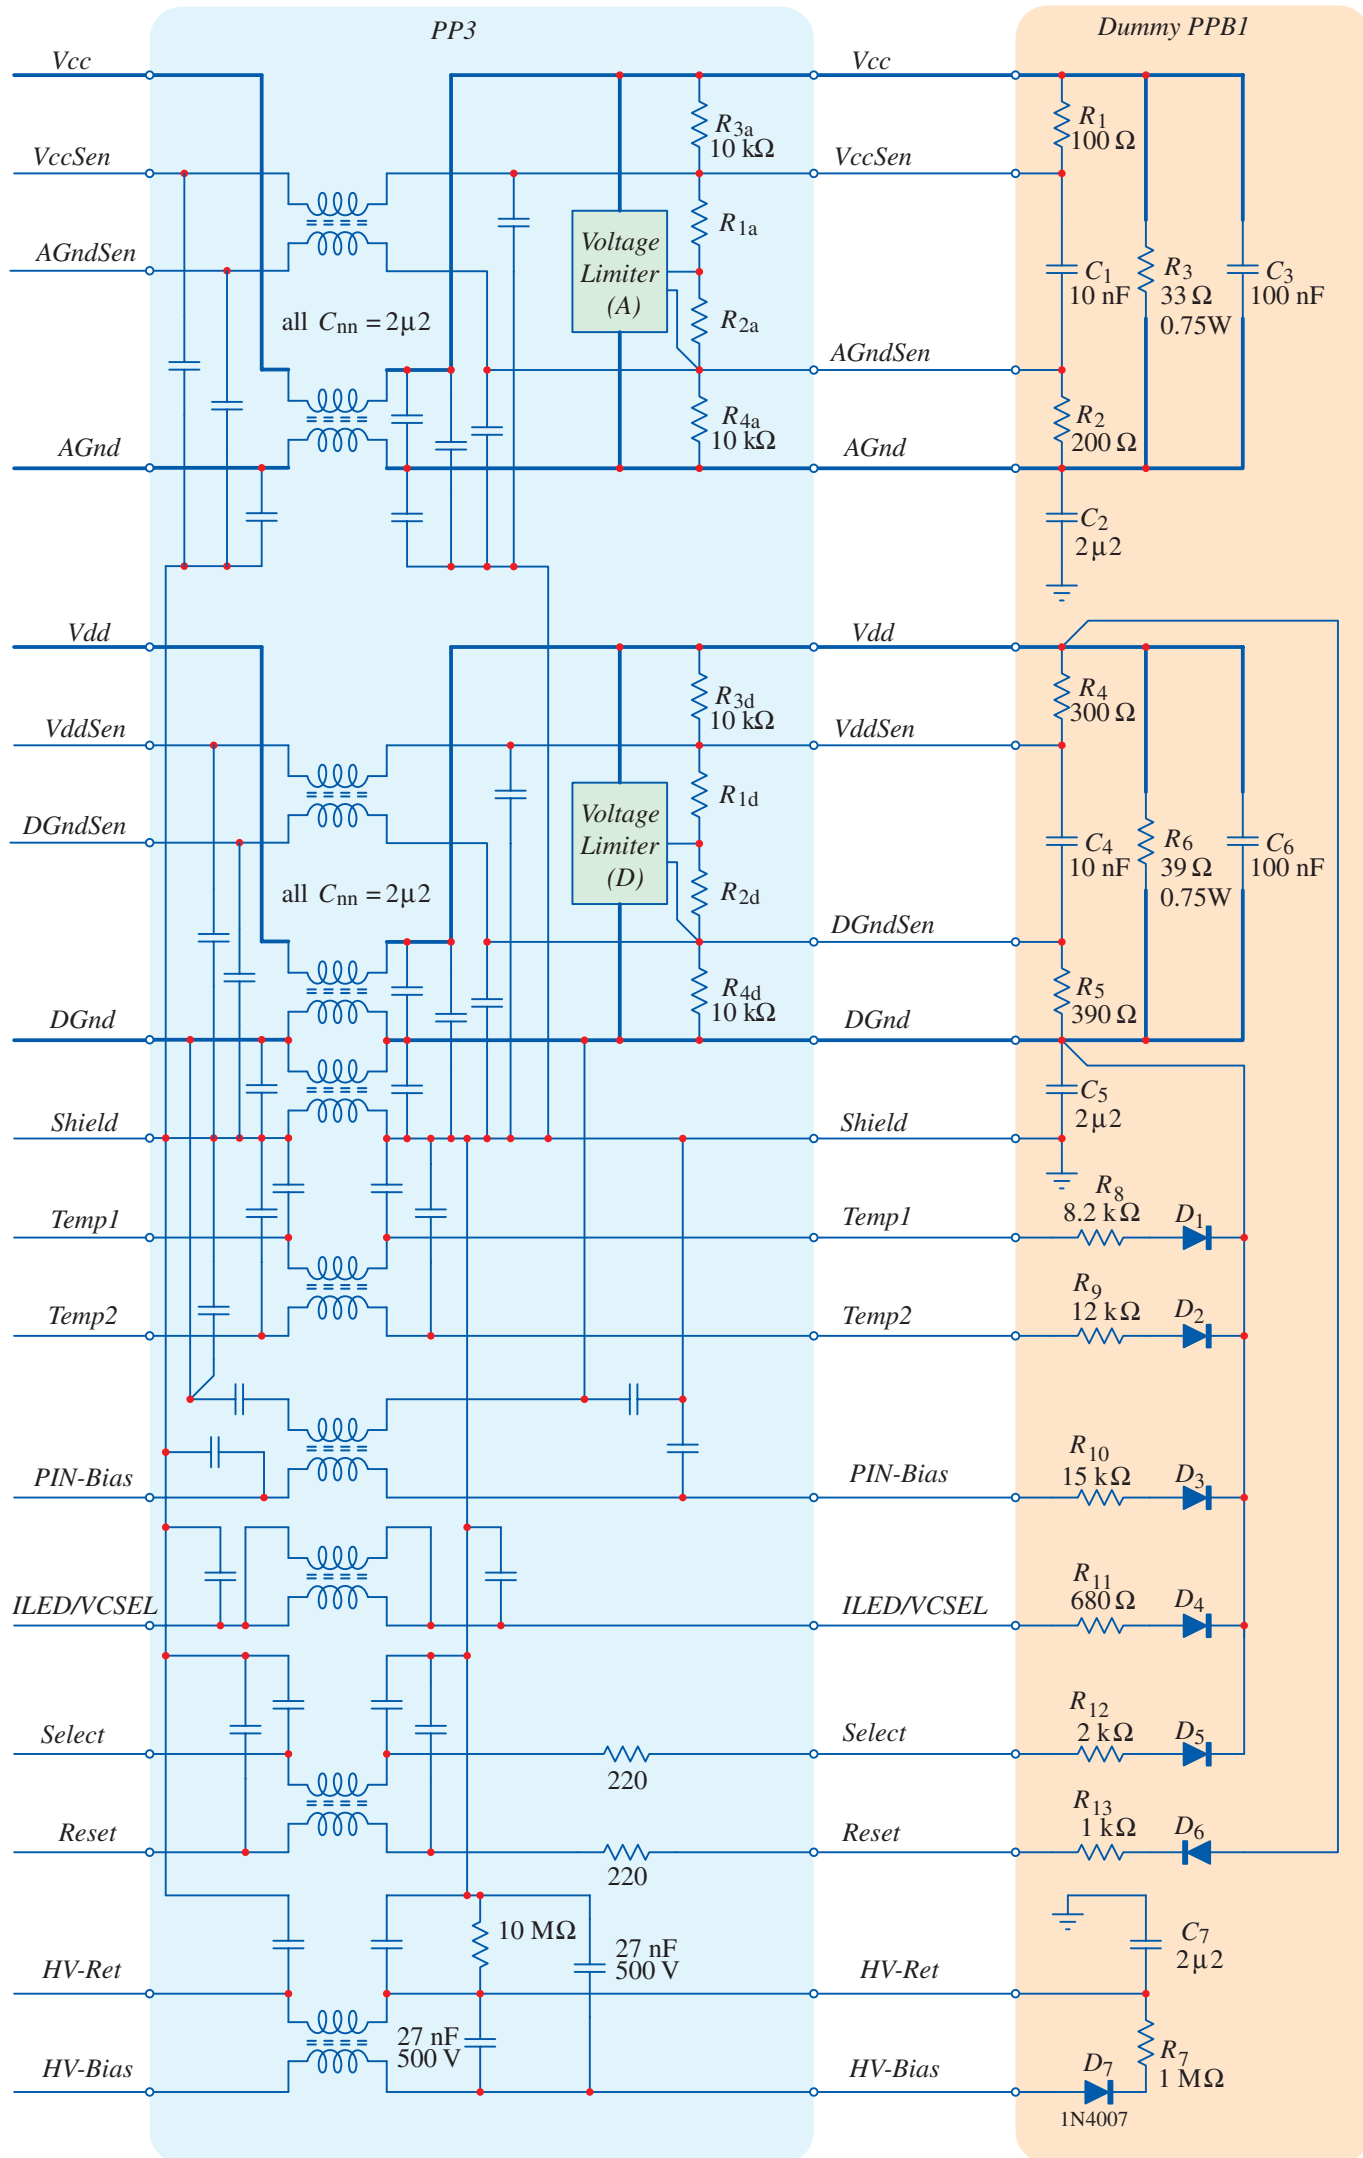 PP3
Dummy PPB1
Vcc
Vcc
R3a
10 kΩ
R1
100 Ω
VccSen
VccSen
R1a
AGndSen
Voltage
Limiter
(A)
all Cnn = 2µ2
R2a
C1
10 nF
R3
33 Ω
0.75W
C3
100 nF
AGndSen
R4a
10 kΩ
R2
200 Ω
AGnd
AGnd
C2
2µ2
Vdd
Vdd
R3d
10 kΩ
R4
300 Ω
VddSen
VddSen
R1d
DGndSen
Voltage
Limiter
(D)
all Cnn = 2µ2
R2d
C4
10 nF
R6
39 Ω
0.75W
C6
100 nF
DGndSen
R4d
10 kΩ
R5
390 Ω
DGnd
DGnd
C5
2µ2
Shield
Shield
R8
8.2 kΩ
D1
Temp1
Temp1
R9
12 kΩ
D2
Temp2
Temp2
R10
15 kΩ
D3
PIN-Bias
PIN-Bias
R11
680 Ω
D4
ILED/VCSEL
ILED/VCSEL
R12
2 kΩ
D5
Select
Select
220
R13
1 kΩ
D6
Reset
Reset
220
10 MΩ
27 nF
500 V
C7
2µ2
HV-Ret
HV-Ret
27 nF
500 V
R7
1 MΩ
D7
1N4007
HV-Bias
HV-Bias